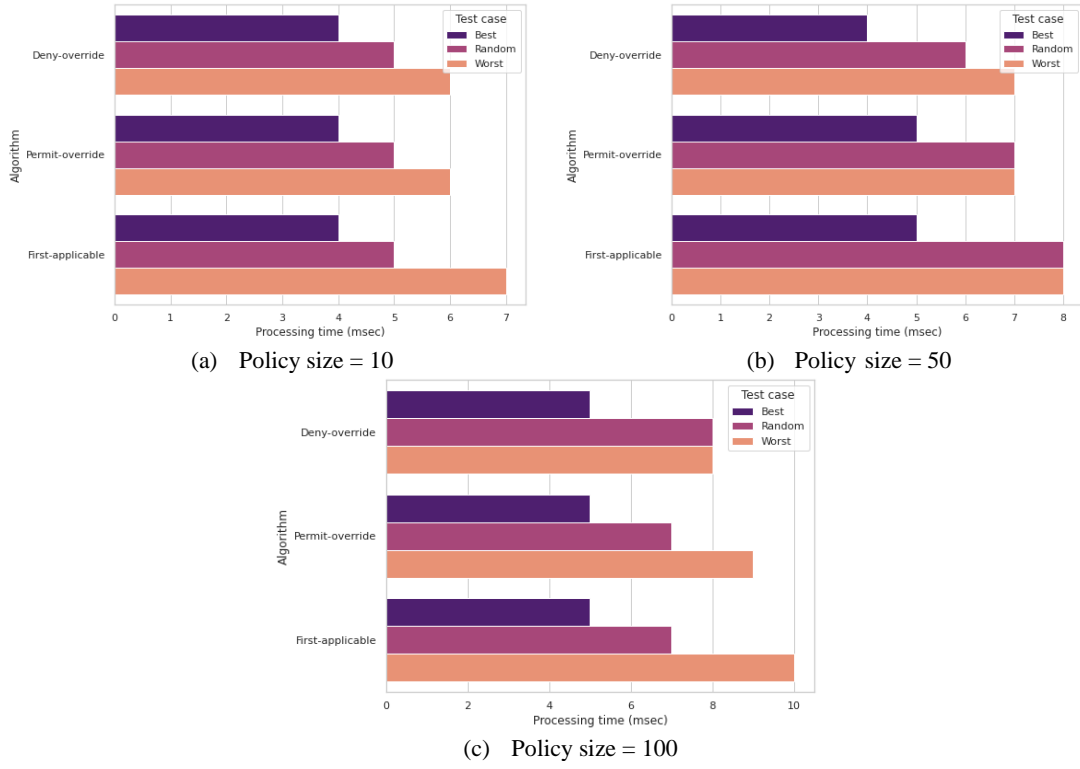 Test case
Best
Random
Worst
Deny-override
Permit-override
First-applicable
Algorithm
0 1 2 3 4 5 6 7
Processing time (msec)
(a) Policy size = 10
Test case
Best
Random
Worst
Deny-override
Permit-override
First-applicable
Algorithm
0 1 2 3 4 5 6 7 8
Processing time (msec)
(b) Policy size = 50
Test case
Best
Random
Worst
Deny-override
Permit-override
First-applicable
Algorithm
0 2 4 6 8 10
Processing time (msec)
(c) Policy size = 100